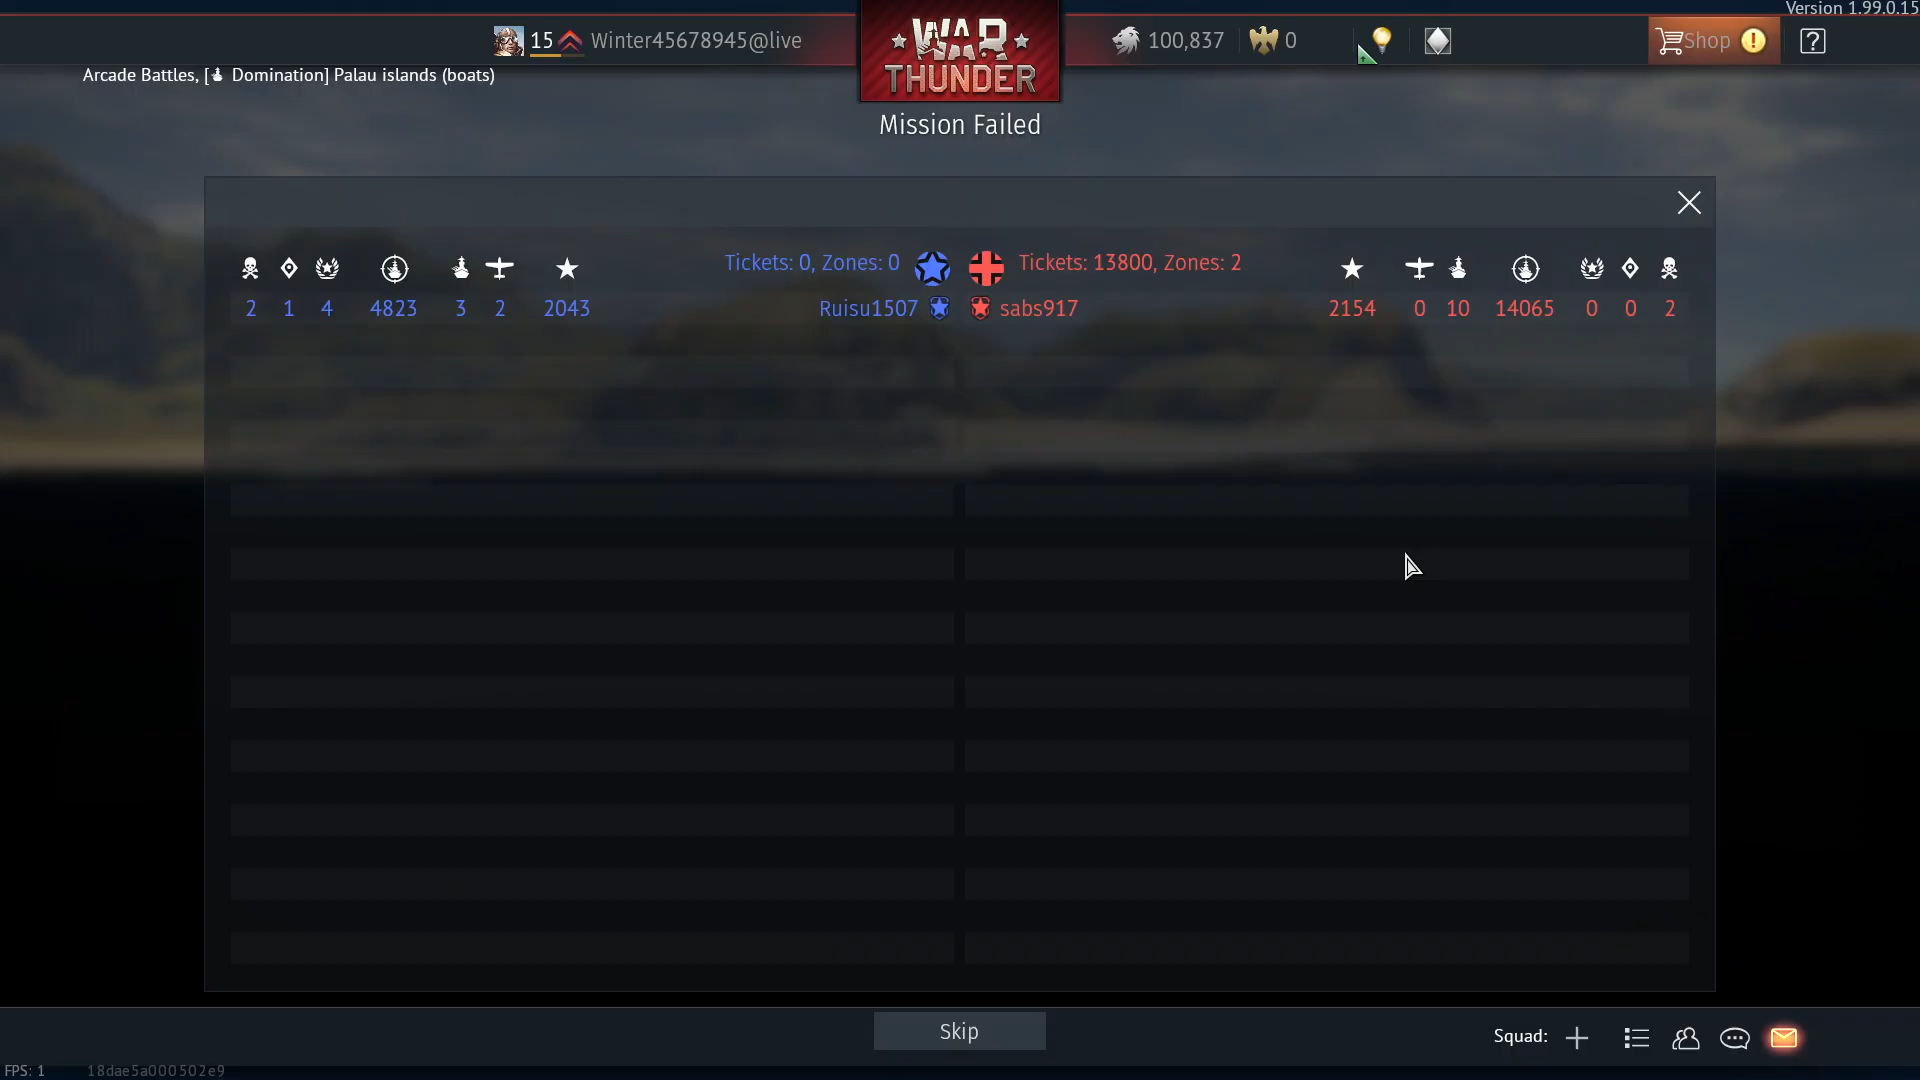 Version 1.99.0.15
15 Winter45678945@live
WAR THUNDER
100,837 0
Shop ! ?
Arcade Battles, [ Domination] Palau islands (boats)
Mission Failed
Tickets: 0, Zones: 0 Tickets: 13800, Zones: 2
2 1 4 4823 3 2 2043 Ruisu1507 sabs917 2154 0 10 14065 0 0 2
Skip
Squad: +
FPS: 1 18dae5a000502e9